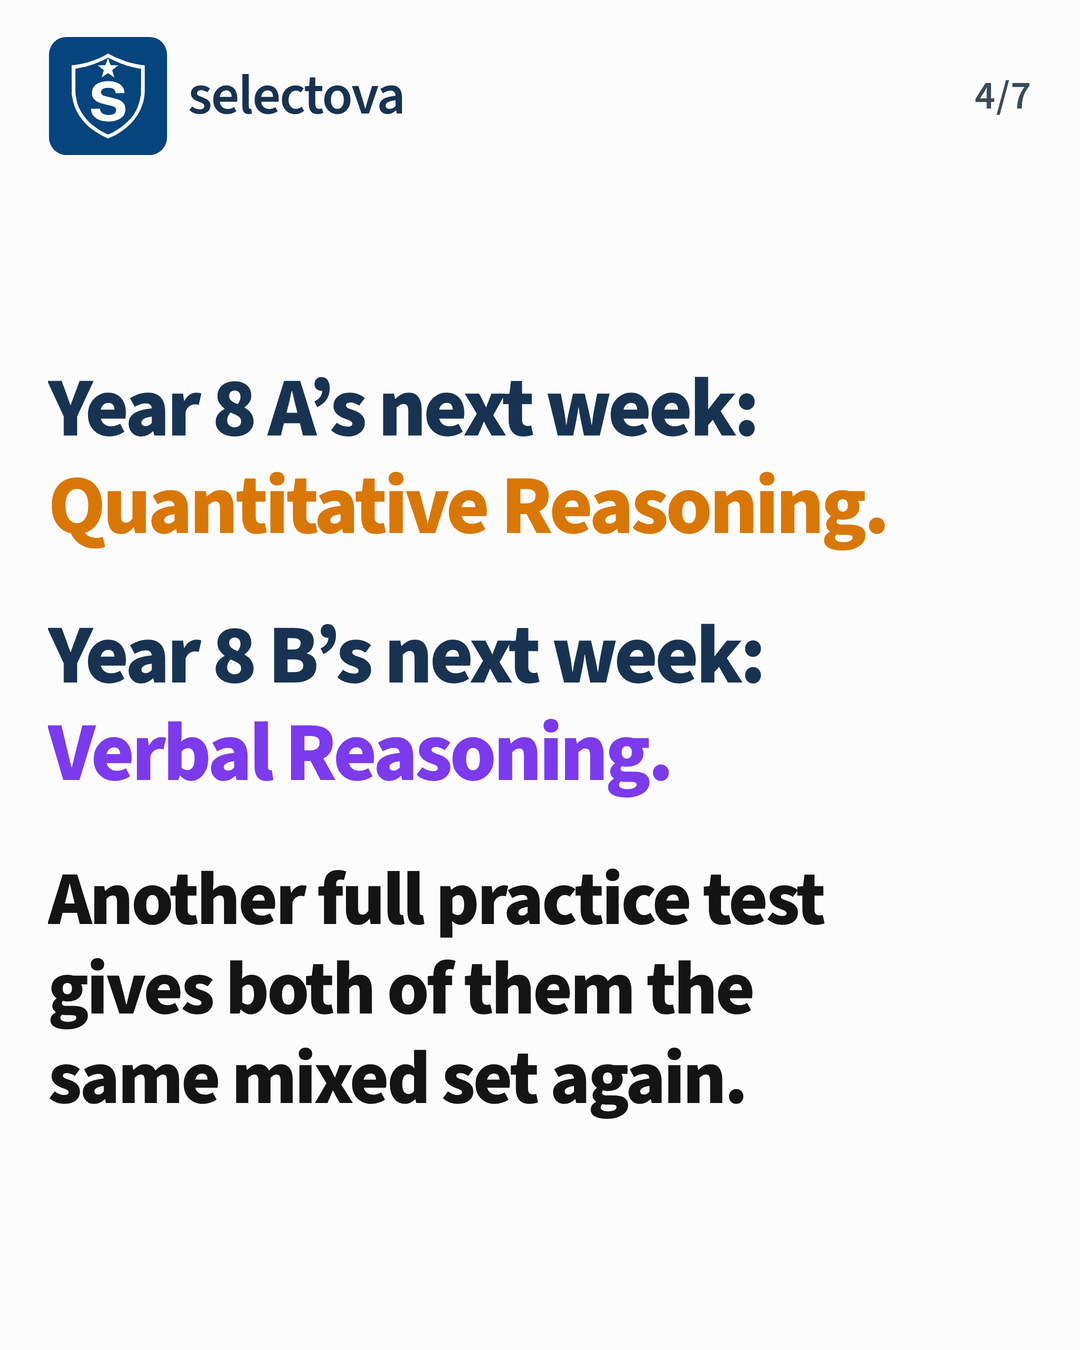 S
selectova
4/7
Year 8 A’s next week:
Quantitative Reasoning.
Year 8 B’s next week:
Verbal Reasoning.
Another full practice test
gives both of them the
same mixed set again.